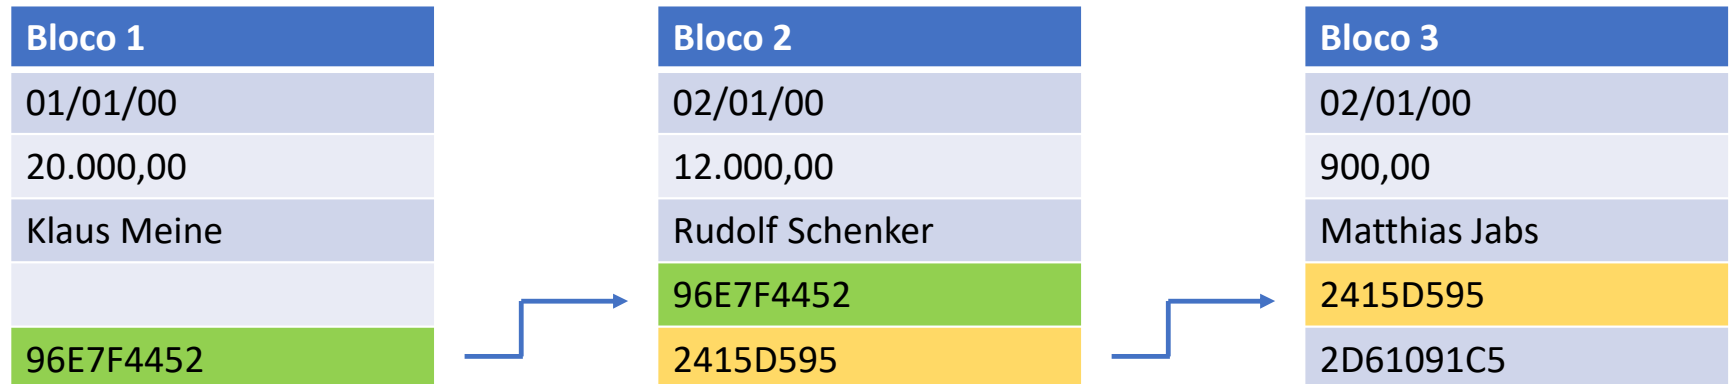 Bloco 1
01/01/00
20.000,00
Klaus Meine
96E7F4452
Bloco 2
02/01/00
12.000,00
Rudolf Schenker
96E7F4452
2415D595
Bloco 3
02/01/00
900,00
Matthias Jabs
2415D595
2D61091C5